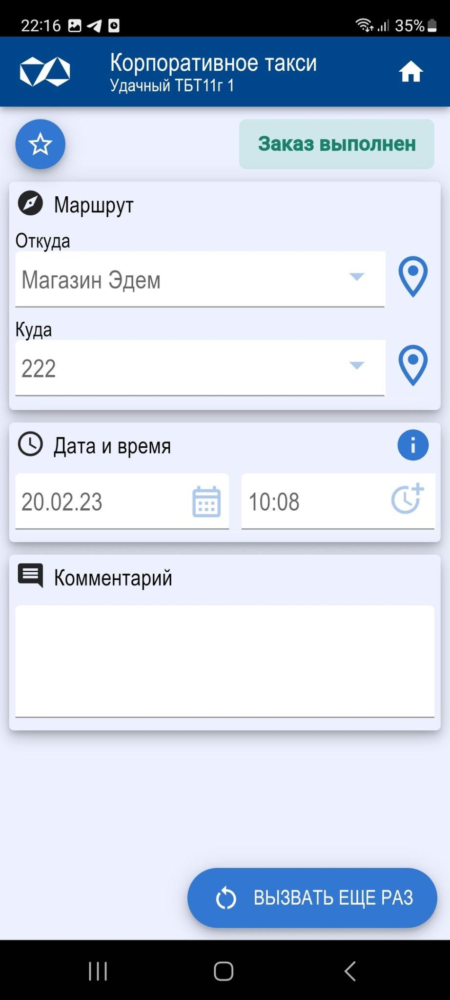 22:16
35%
Корпоративное такси
Удачный ТБТ11г 1
Заказ выполнен
Маршрут
Откуда
Магазин Эдем
Куда
222
Дата и время
20.02.23
10:08
Комментарий
ВЫЗВАТЬ ЕЩЕ РАЗ